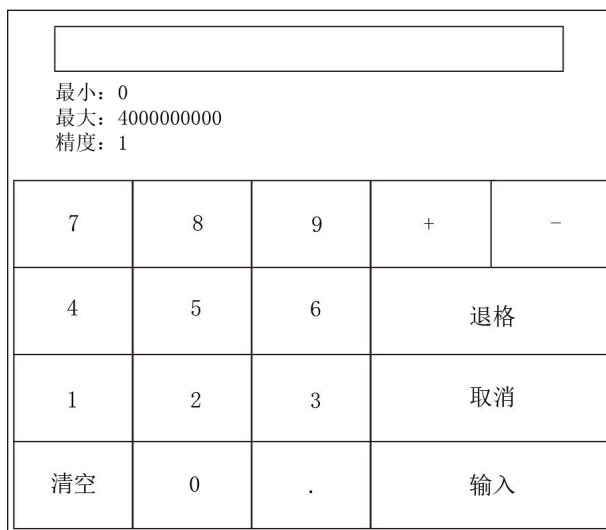 最小：0
最大：4000000000
精度：1
7 8 9 + −
4 5 6 退格
1 2 3 取消
清空 0 . 输入